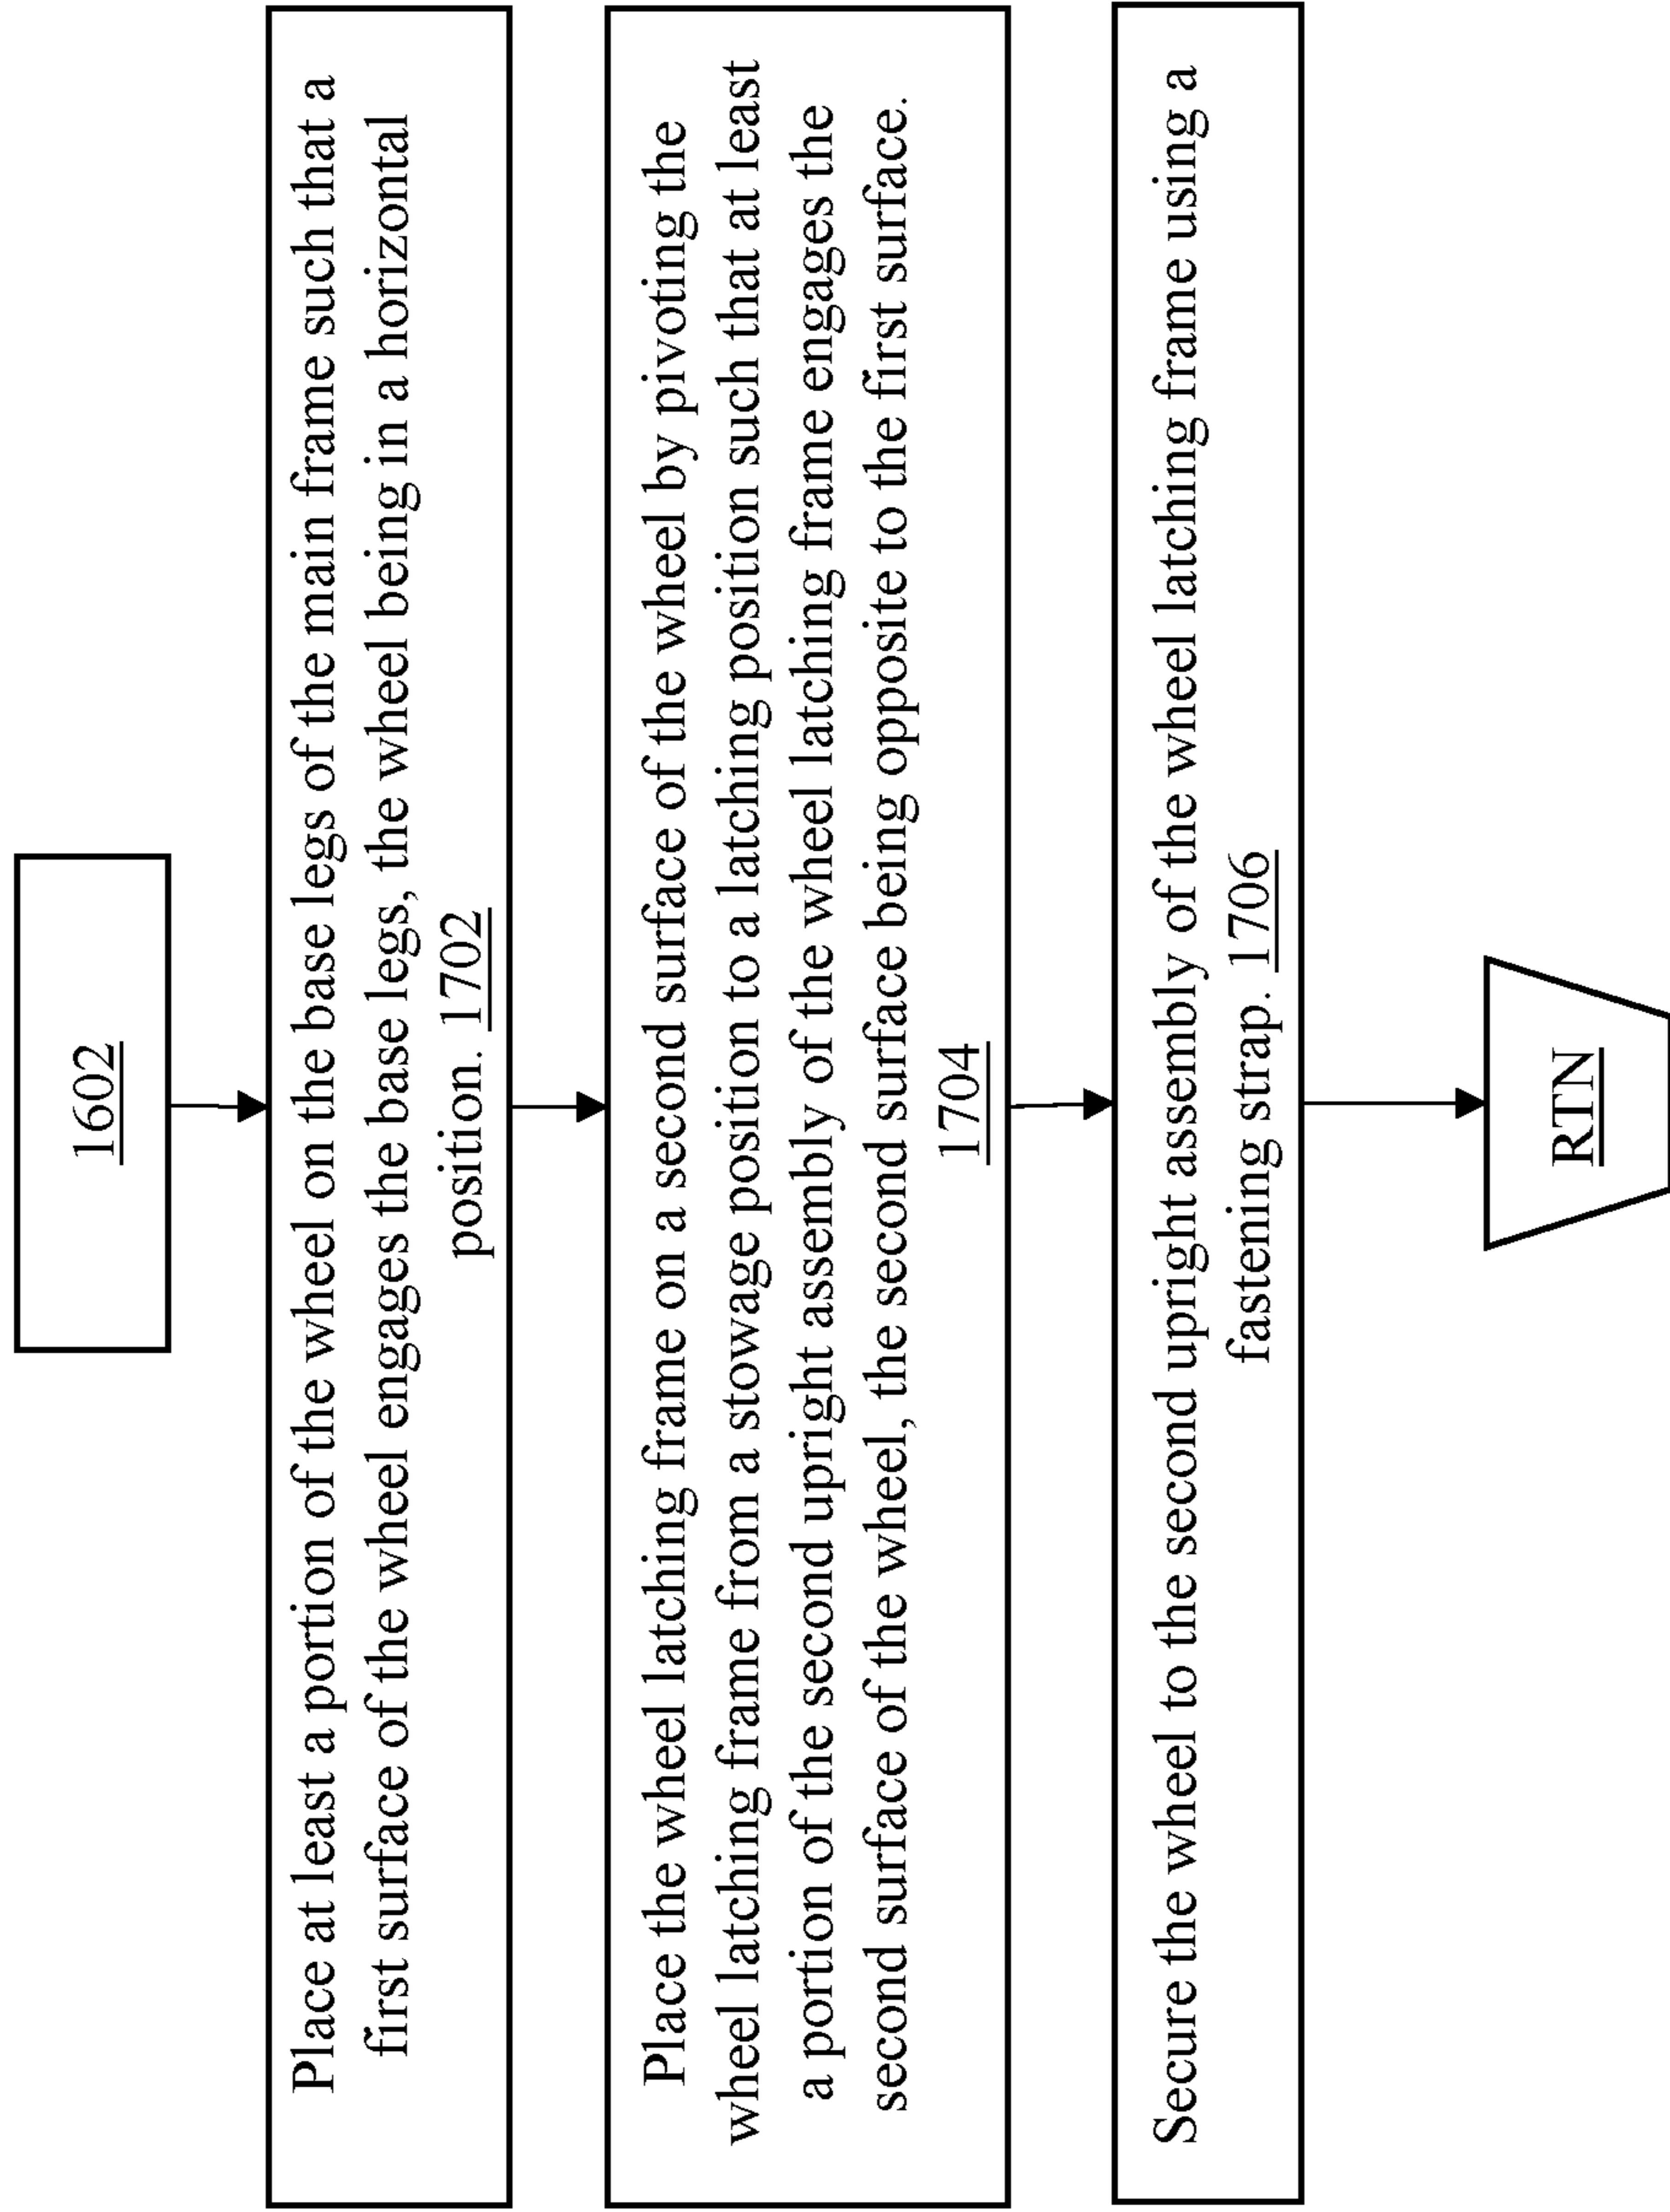 1602
Place at least a portion of the wheel on the base legs of the main frame such that a
first surface of the wheel engages the base legs, the wheel being in a horizontal
position. 1702
Place the wheel latching frame on a second surface of the wheel by pivoting the
wheel latching frame from a stowage position to a latching position such that at least
a portion of the second upright assembly of the wheel latching frame engages the
second surface of the wheel, the second surface being opposite to the first surface.
1704
Secure the wheel to the second upright assembly of the wheel latching frame using a
fastening strap. 1706
RTN